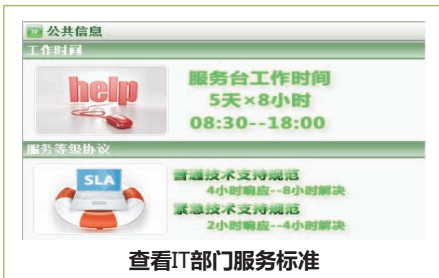 公共信息
工作时间
help
服务台工作时间
5天×8小时
08:30--18:00
服务等级协议
SLA
普通技术支持规范
4小时响应--8小时解决
紧急技术支持规范
2小时响应--4小时解决
查看IT部门服务标准